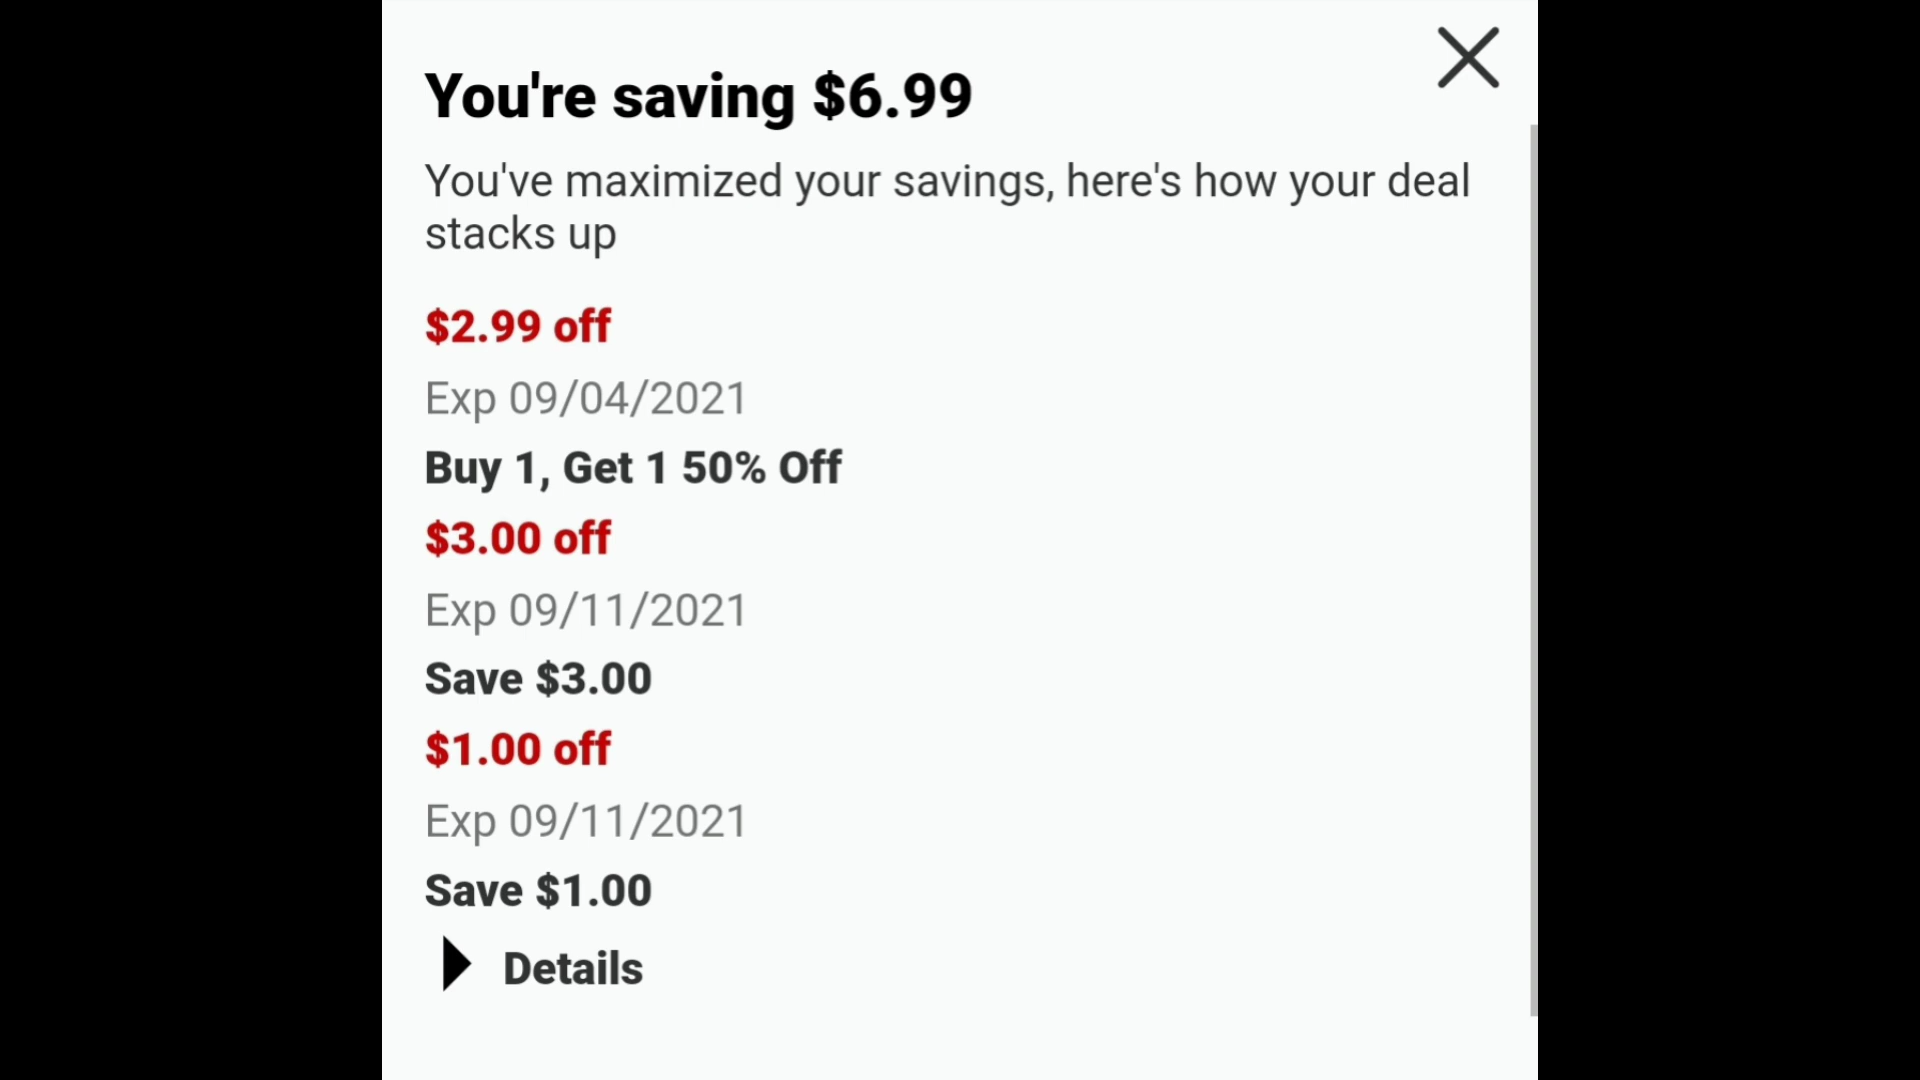 You're saving $6.99
You've maximized your savings, here's how your deal
stacks up
$2.99 off
Exp 09/04/2021
Buy 1, Get 1 50% Off
$3.00 off
Exp 09/11/2021
Save $3.00
$1.00 off
Exp 09/11/2021
Save $1.00
Details